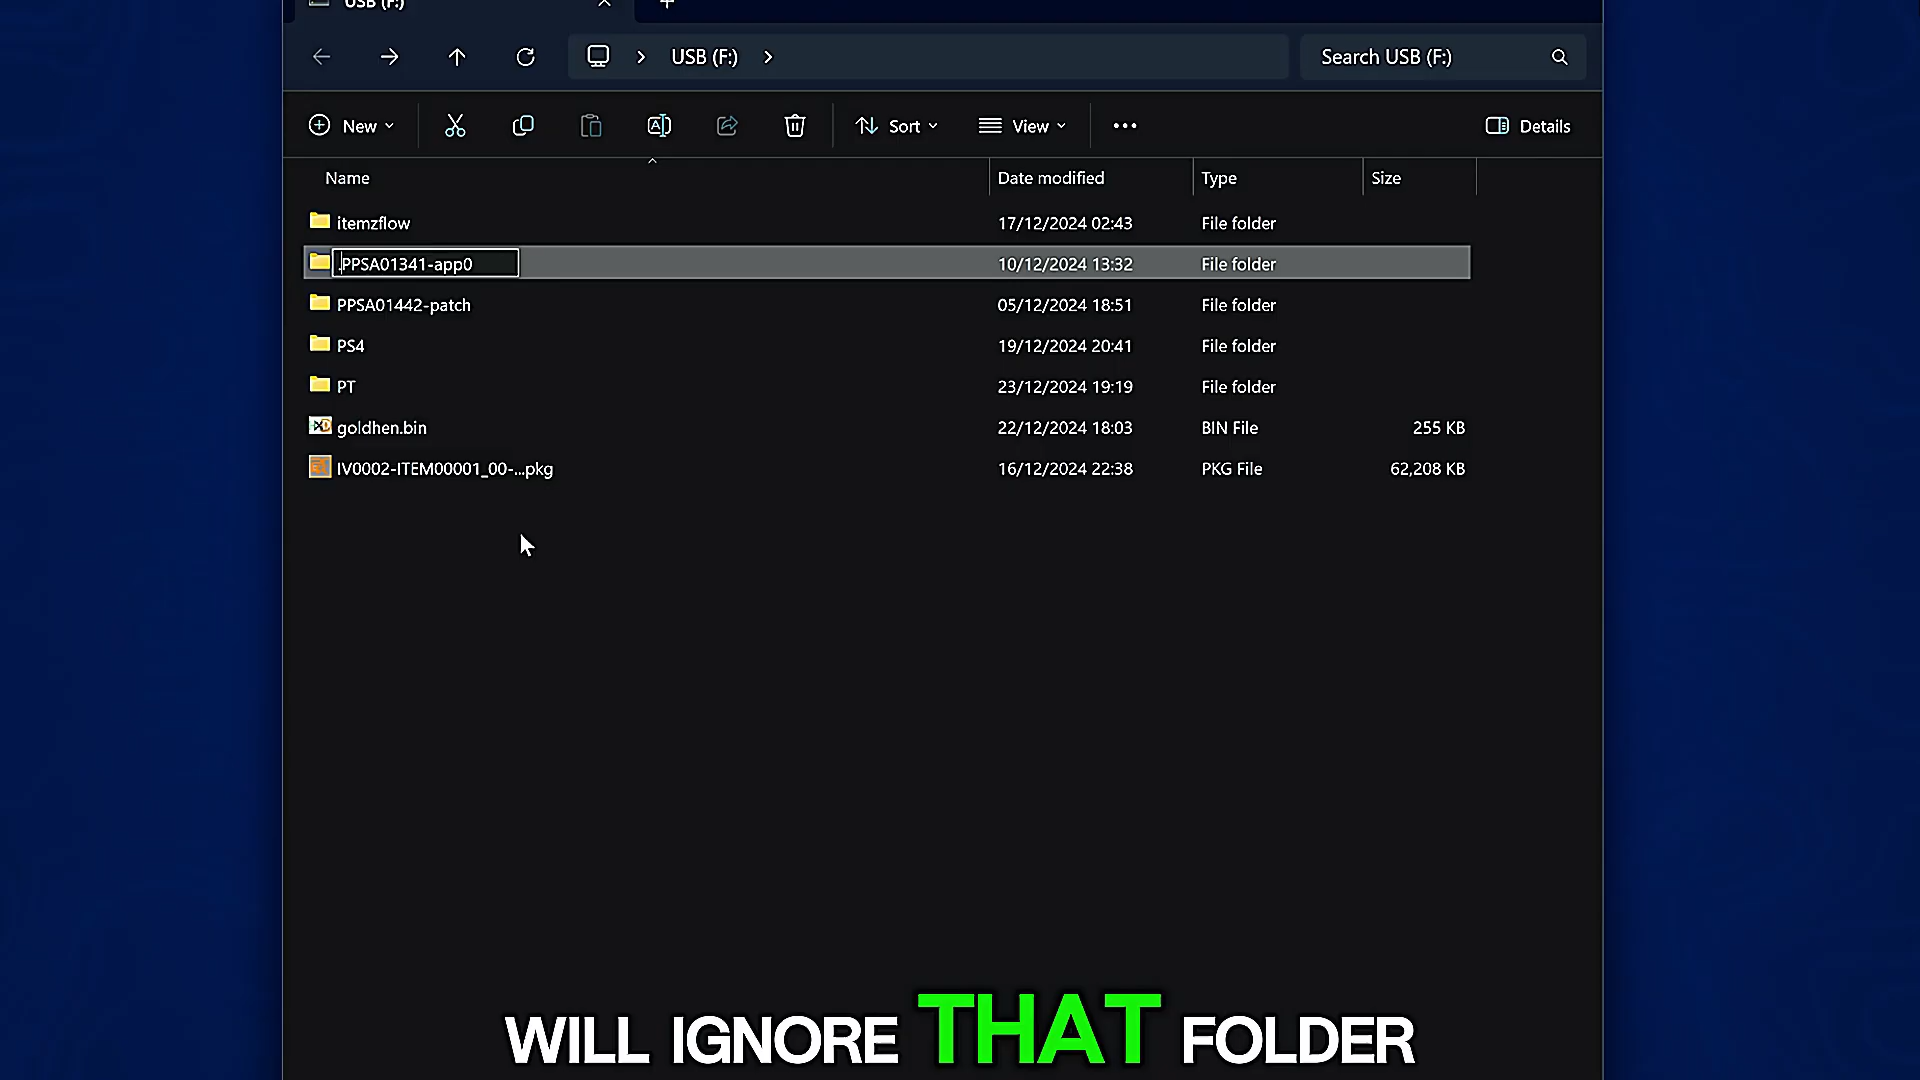 USB (F:)
USB (F:)
Search USB (F:)
New
Sort
View
Details
Name Date modified Type Size
itemzflow 17/12/2024 02:43 File folder
.PPSA01341-app0 10/12/2024 13:32 File folder
PPSA01442-patch 05/12/2024 18:51 File folder
PS4 19/12/2024 20:41 File folder
PT 23/12/2024 19:19 File folder
goldhen.bin 22/12/2024 18:03 BIN File 255 KB
IV0002-ITEM00001_00-...pkg 16/12/2024 22:38 PKG File 62,208 KB
WILL IGNORE THAT FOLDER